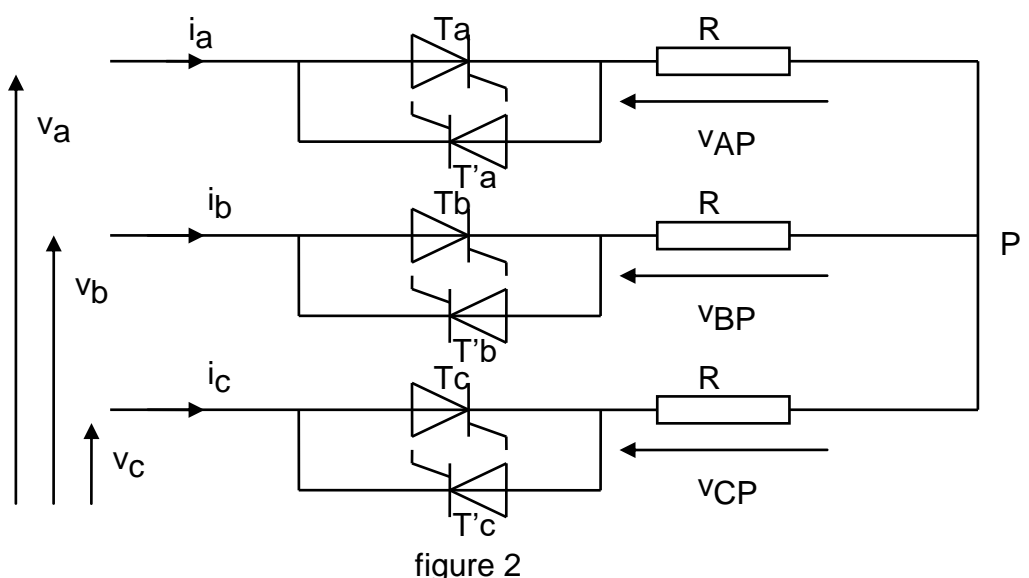 ia Ta R
va
T'a vAP
ib Tb R
vb P
T'b vBP
ic Tc R
vc
T'c vCP
figure 2